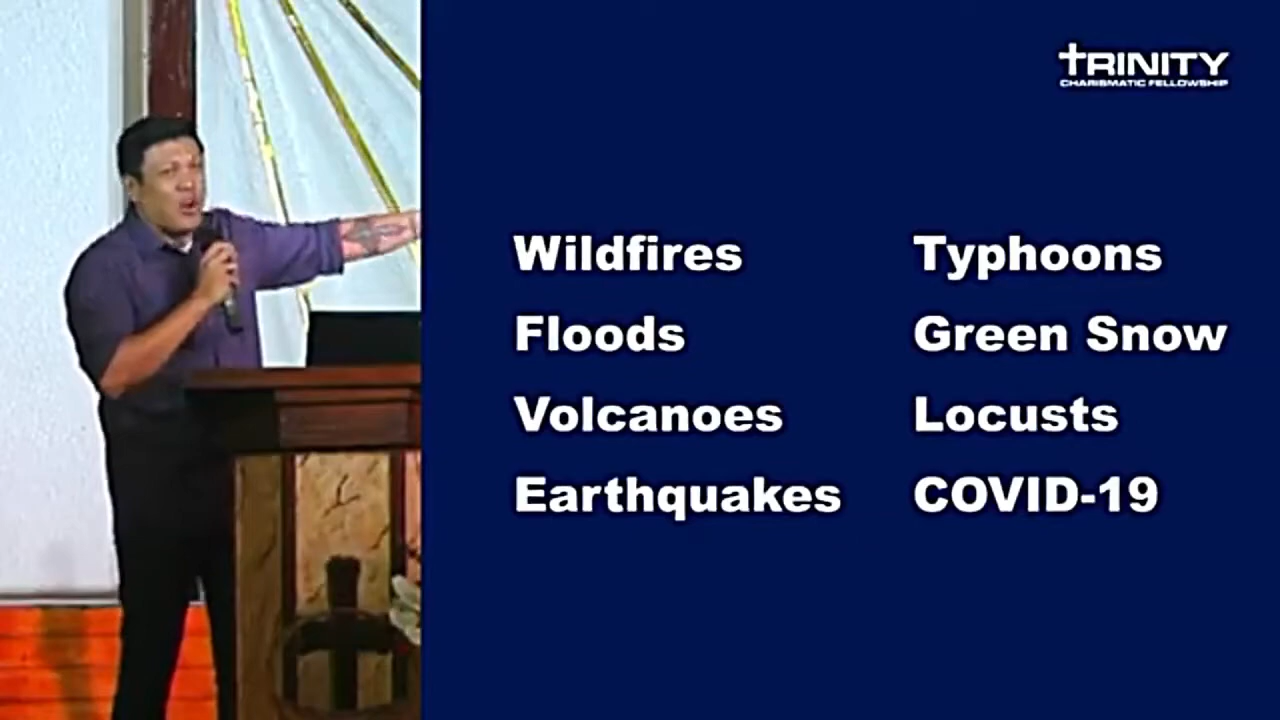 TRINITY
CHARISMATIC FELLOWSHIP
Wildfires
Floods
Volcanoes
Earthquakes
Typhoons
Green Snow
Locusts
COVID-19